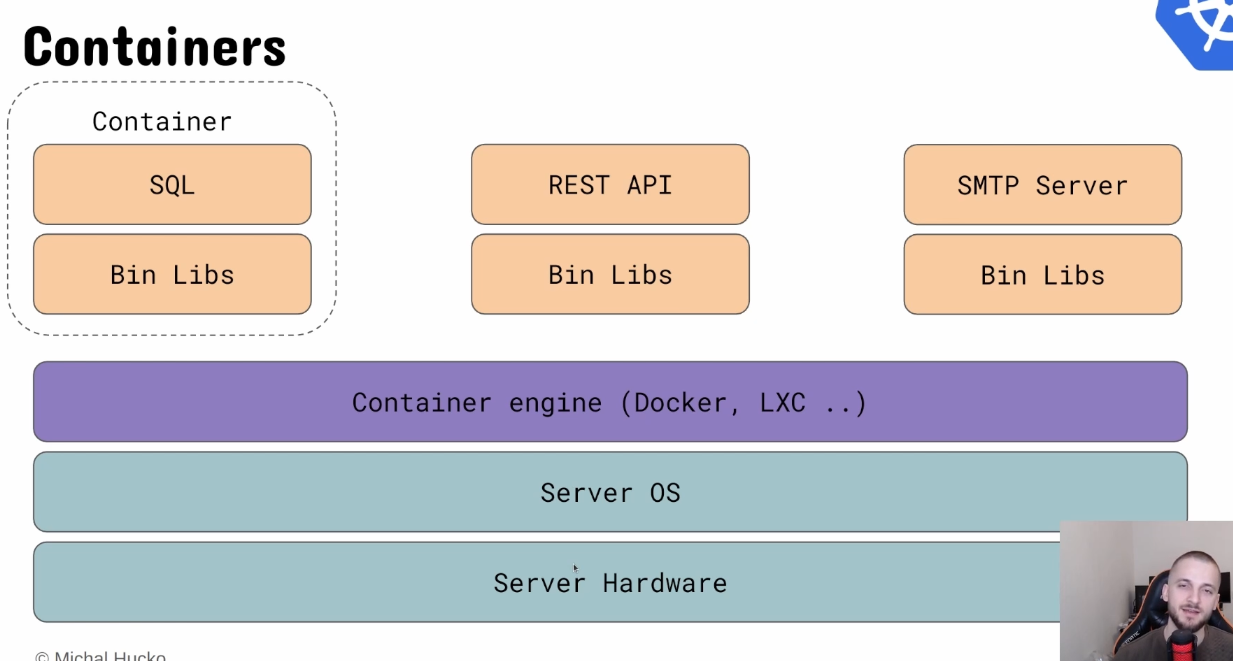 Containers
Container
SQL
REST API
SMTP Server
Bin Libs
Bin Libs
Bin Libs
Container engine (Docker, LXC ..)
Server OS
Server Hardware
© Michal Hucko